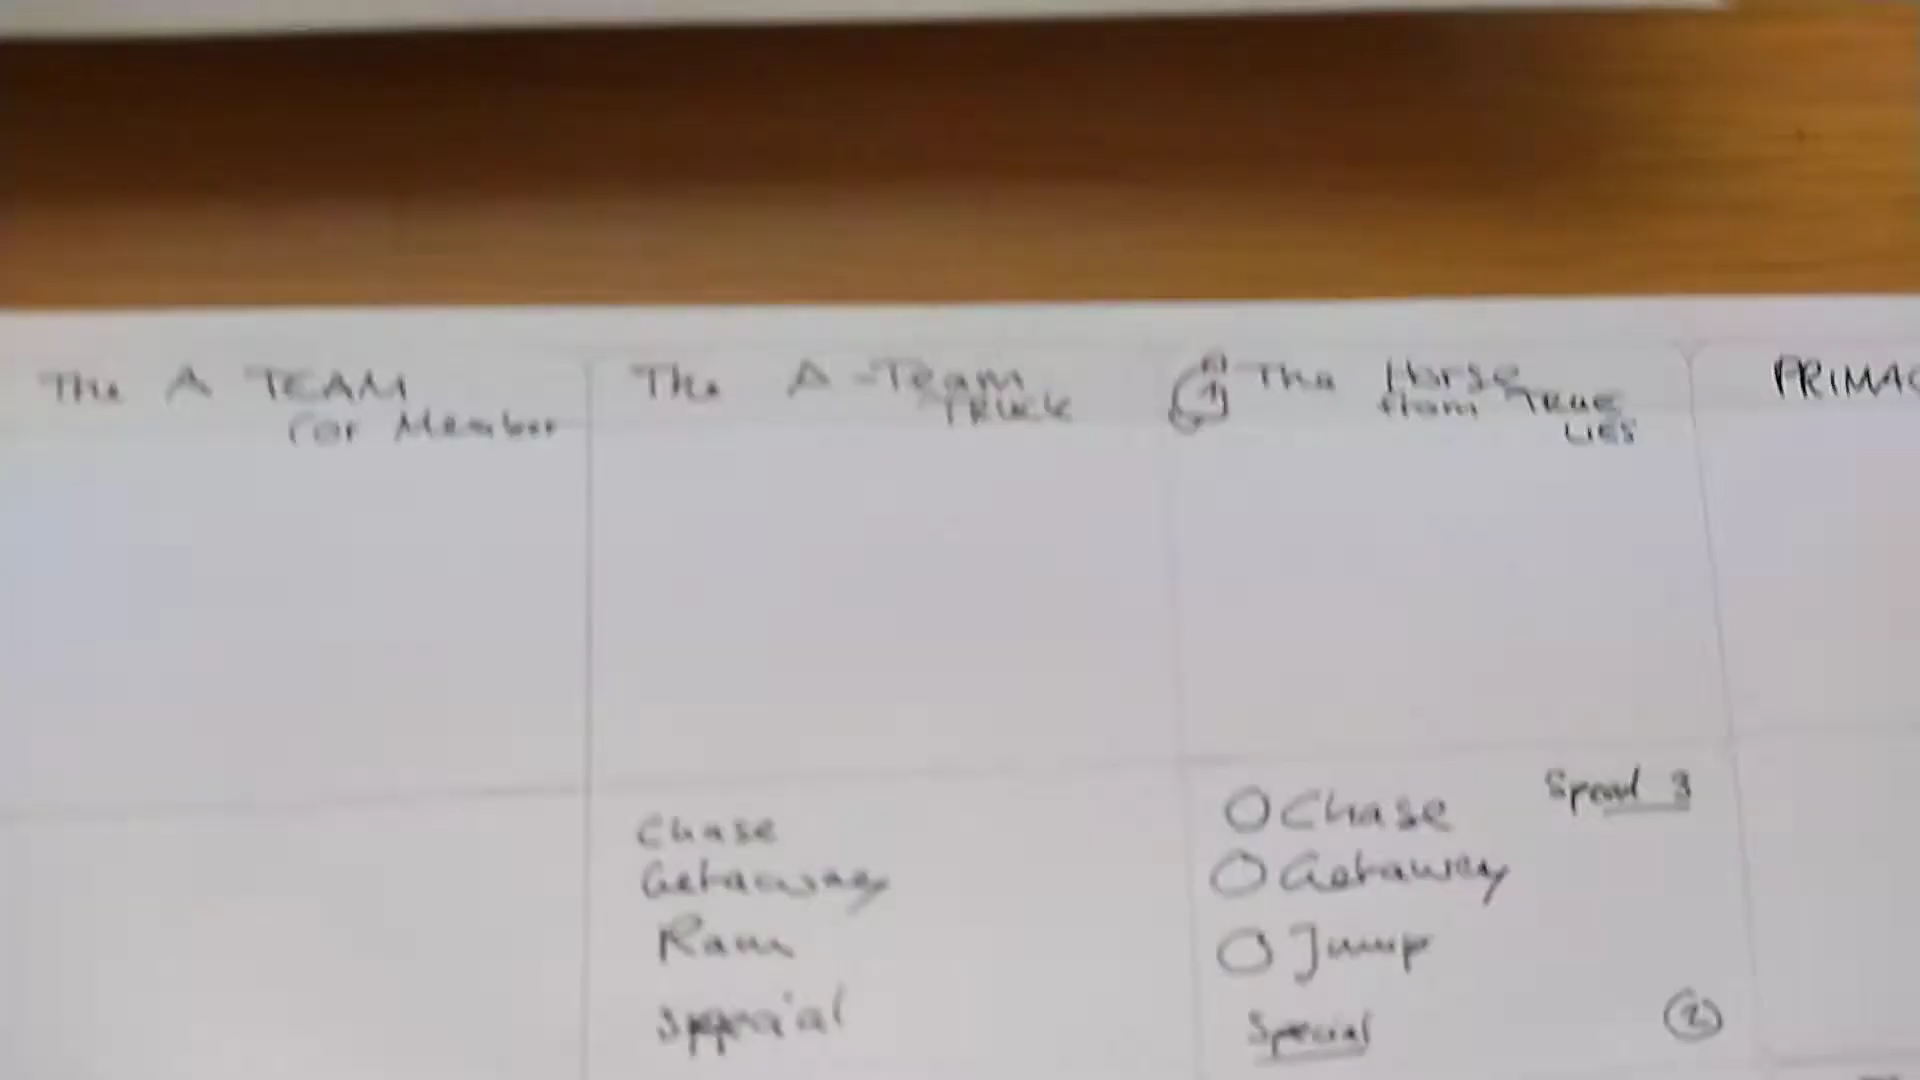 The A TEAM
Car Member
The A-Team
TRUCK
Chase
Getaway
Ram
Special
The Horse
from TRUE
LIES
Chase
Speed 3
Getaway
Jump
Special
2
PRIMA